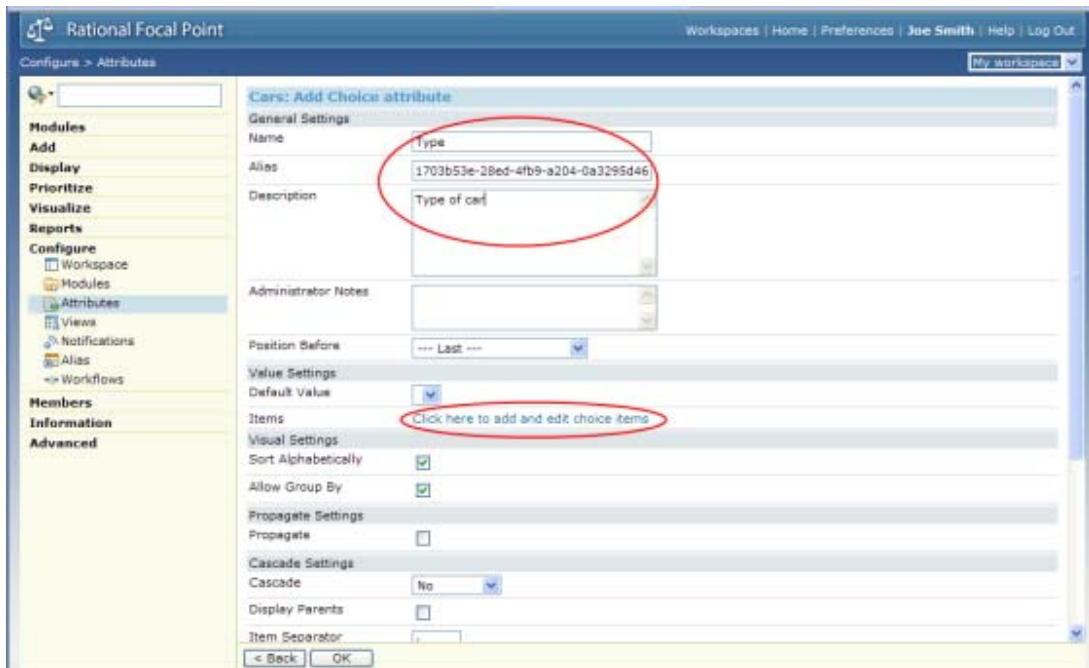 Rational Focal Point
Workspaces | Home | Preferences | Joe Smith | Help | Log Out
Configure > Attributes
My workspace
Modules
Add
Display
Prioritize
Visualize
Reports
Configure
Workspace
Modules
Attributes
Views
Notifications
Alias
Workflows
Members
Information
Advanced
Cars: Add Choice attribute
General Settings
Name
Type
Alias
1703b53e-28ed-4fb9-a204-0a3295d46
Description
Type of car
Administrator Notes
Position Before
--- Last ---
Value Settings
Default Value
Items
Click here to add and edit choice items
Visual Settings
Sort Alphabetically
Allow Group By
Propagate Settings
Propagate
Cascade Settings
Cascade
No
Display Parents
Item Separator
< Back
OK